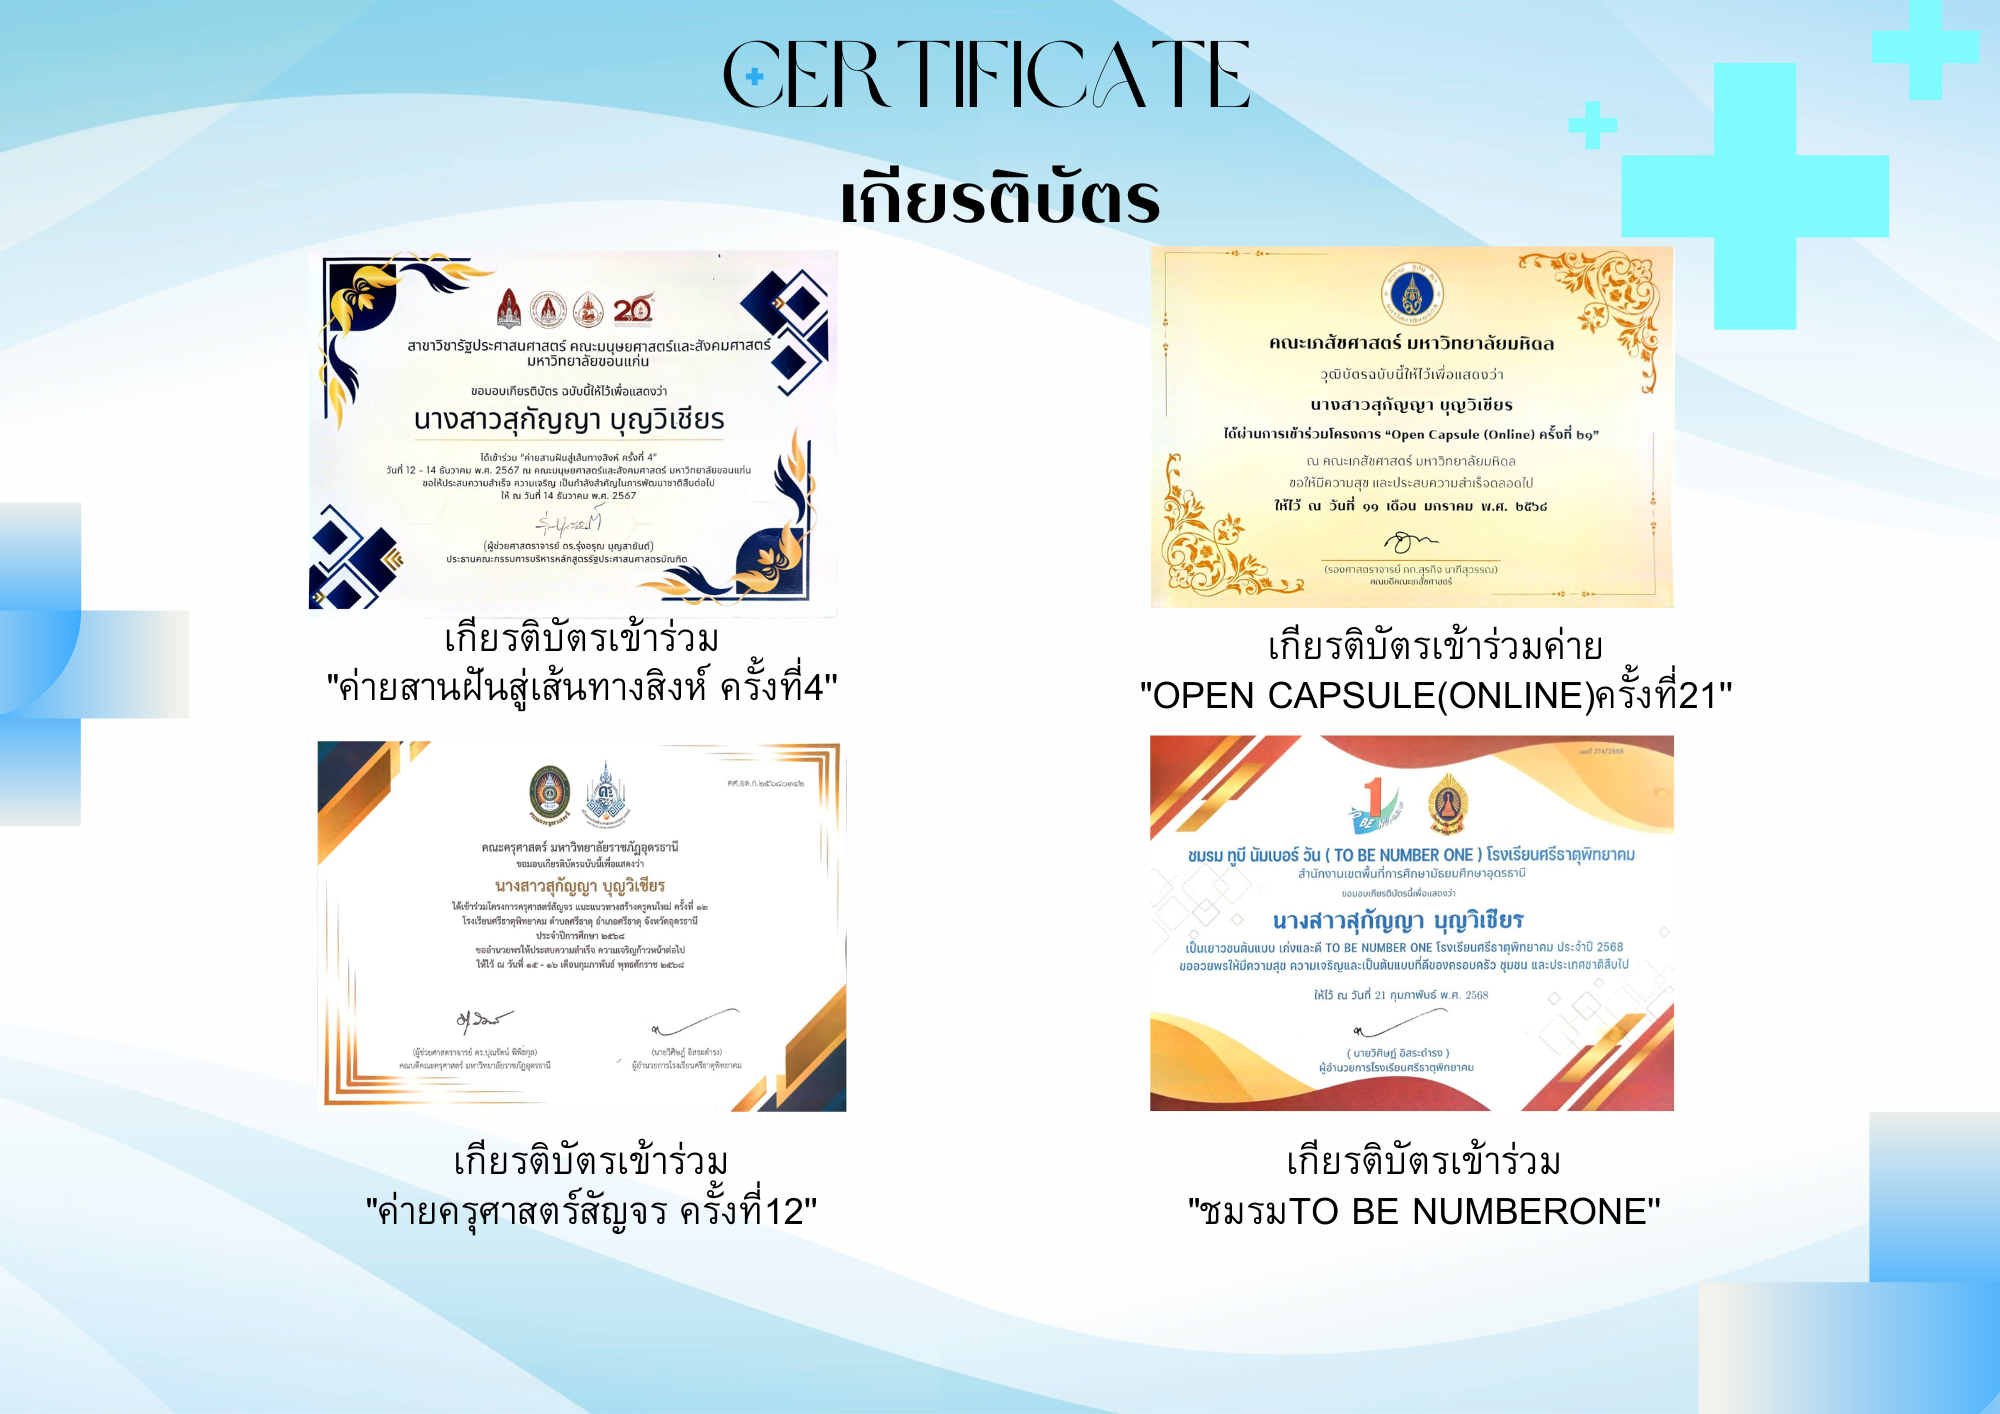 CERTIFICATE
เกียรติบัตร
สาขาวิชารัฐประศาสนศาสตร์ คณะมนุษยศาสตร์และสังคมศาสตร์
มหาวิทยาลัยขอนแก่น
ขอมอบเกียรติบัตร ฉบับนี้ให้ไว้เพื่อแสดงว่า
นางสาวสุกัญญา บุญวิเชียร
ได้เข้าร่วม "ค่ายสานฝันสู่เส้นทางสิงห์ ครั้งที่ 4"
วันที่ 12 - 14 ธันวาคม พ.ศ. 2567 ณ คณะมนุษยศาสตร์และสังคมศาสตร์ มหาวิทยาลัยขอนแก่น
ขอให้ประสบความสำเร็จ ความเจริญ เป็นกำลังสำคัญในการพัฒนาชาติสืบต่อไป
ให้ ณ วันที่ 14 ธันวาคม พ.ศ. 2567
(ผู้ช่วยศาสตราจารย์ ดร.รุ่งอรุณ บุญสายันต์)
ประธานคณะกรรมการบริหารหลักสูตรรัฐประศาสนศาสตรบัณฑิต
เกียรติบัตรเข้าร่วม
"ค่ายสานฝันสู่เส้นทางสิงห์ ครั้งที่4"
คณะเภสัชศาสตร์ มหาวิทยาลัยมหิดล
วุฒิบัตรฉบับนี้ให้ไว้เพื่อแสดงว่า
นางสาวสุกัญญา บุญวิเชียร
ได้ผ่านการเข้าร่วมโครงการ "Open Capsule (Online) ครั้งที่ ๒๑"
ณ คณะเภสัชศาสตร์ มหาวิทยาลัยมหิดล
ขอให้มีความสุข และประสบความสำเร็จตลอดไป
ให้ไว้ ณ วันที่ ๑๑ เดือน มกราคม พ.ศ. ๒๕๖๘
(รองศาสตราจารย์ ภก.สุรกิจ นาฑีสุวรรณ)
คณบดีคณะเภสัชศาสตร์
เกียรติบัตรเข้าร่วมค่าย
"OPEN CAPSULE(ONLINE)ครั้งที่21"
ศศ.อด.ก.๒๕๖๘๐๓๔๒
คณะครุศาสตร์ มหาวิทยาลัยราชภัฏอุดรธานี
ขอมอบเกียรติบัตรฉบับนี้เพื่อแสดงว่า
นางสาวสุกัญญา บุญวิเชียร
ได้เข้าร่วมโครงการครุศาสตร์สัญจร แนะแนวทางสร้างครูคนใหม่ ครั้งที่ ๑๒
โรงเรียนศรีธาตุพิทยาคม ตำบลศรีธาตุ อำเภอศรีธาตุ จังหวัดอุดรธานี
ประจำปีการศึกษา ๒๕๖๘
ขออำนวยพรให้ประสบความสำเร็จ ความเจริญก้าวหน้าต่อไป
ให้ไว้ ณ วันที่ ๑๕ - ๑๖ เดือนกุมภาพันธ์ พุทธศักราช ๒๕๖๘
(ผู้ช่วยศาสตราจารย์ ดร.ปุณรัตน์ พิพิธกุล)
คณบดีคณะครุศาสตร์ มหาวิทยาลัยราชภัฏอุดรธานี
(นายวิศิษฎ์ อิสระดำรง)
ผู้อำนวยการโรงเรียนศรีธาตุพิทยาคม
เกียรติบัตรเข้าร่วม
"ค่ายครุศาสตร์สัญจร ครั้งที่12"
เลขที่ 274/2568
ชมรม ทูบี นัมเบอร์ วัน ( TO BE NUMBER ONE ) โรงเรียนศรีธาตุพิทยาคม
สำนักงานเขตพื้นที่การศึกษามัธยมศึกษาอุดรธานี
ขอมอบเกียรติบัตรนี้เพื่อแสดงว่า
นางสาวสุกัญญา บุญวิเชียร
เป็นเยาวชนต้นแบบ เก่งและดี TO BE NUMBER ONE โรงเรียนศรีธาตุพิทยาคม ประจำปี 2568
ขออวยพรให้มีความสุข ความเจริญและเป็นต้นแบบที่ดีของครอบครัว ชุมชน และประเทศชาติสืบไป
ให้ไว้ ณ วันที่ 21 กุมภาพันธ์ พ.ศ. 2568
( นายวิศิษฎ์ อิสระดำรง )
ผู้อำนวยการโรงเรียนศรีธาตุพิทยาคม
เกียรติบัตรเข้าร่วม
"ชมรมTO BE NUMBERONE"